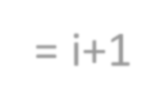 = i+1